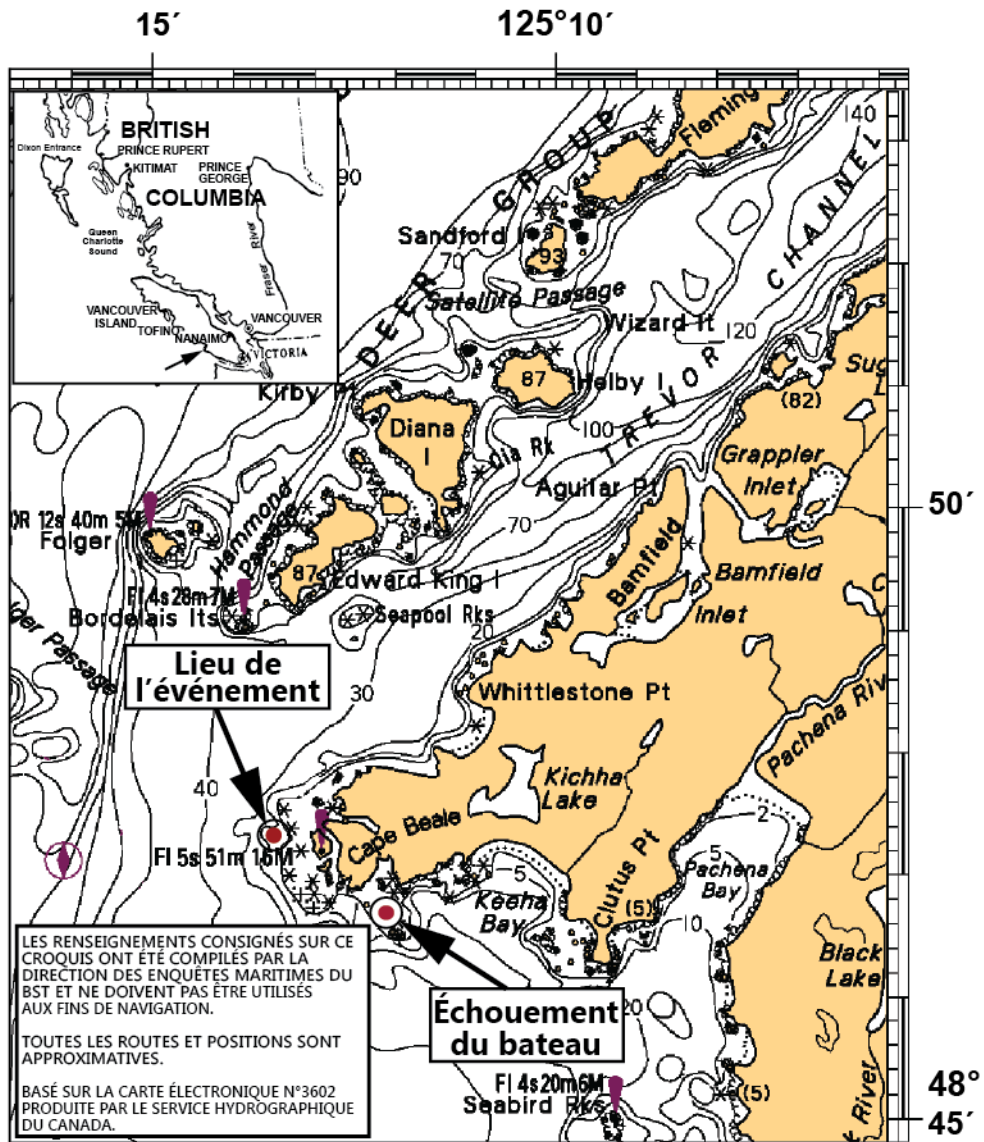 15´
125°10´
BRITISH
Dixon Entrance
PRINCE RUPERT
KITIMAT
PRINCE
GEORGE
COLUMBIA
Queen
Charlotte
Sound
Fraser River
VANCOUVER
ISLAND
TOFINO
NANAIMO
VANCOUVER
VICTORIA
90
140
Fleming
DEER GROUP
CHANNEL
TREVOR
Sandford I
93
70
Satellite Passage
Wizard It
120
Kirby P
87
Helby I
(82)
Diana
I
Dia Rk
100
Grappler
Inlet
Aguilar Pt
50´
12s 40m 5M
Folger
Hammond
Passage
70
Bamfield
87
Edward King I
Bamfield
Inlet
Fl 4s28m7M
Bordelais Its
Seapool Rks
20
Passage
Lieu de
l'événement
30
Whittlestone Pt
Pachena Riv
40
Kichha
Lake
Cape Beale
2
Fl 5s 51m 16M
5
5
Pachena
Bay
Keeha
Bay
Clutus Pt
(5)
10
Black
Lake
LES RENSEIGNEMENTS CONSIGNÉS SUR CE
CROQUIS ONT ÉTÉ COMPILÉS PAR LA
DIRECTION DES ENQUÊTES MARITIMES DU
BST ET NE DOIVENT PAS ÊTRE UTILISÉS
AUX FINS DE NAVIGATION.
TOUTES LES ROUTES ET POSITIONS SONT
APPROXIMATIVES.
BASÉ SUR LA CARTE ÉLECTRONIQUE N°3602
PRODUITE PAR LE SERVICE HYDROGRAPHIQUE
DU CANADA.
Échouement
du bateau
20
Fl 4s20m6M
Seabird Rks
(5)
River
48°
45´